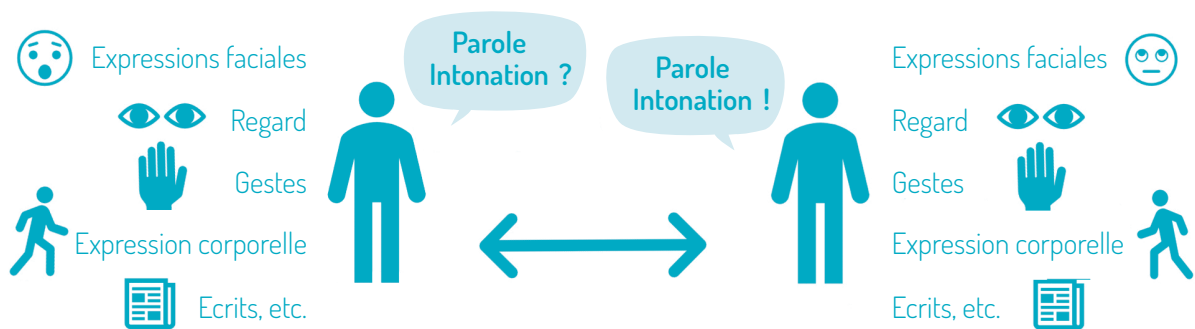 Expressions faciales
Regard
Gestes
Expression corporelle
Ecrits, etc.
Parole
Intonation ?
Parole
Intonation !
Expressions faciales
Regard
Gestes
Expression corporelle
Ecrits, etc.